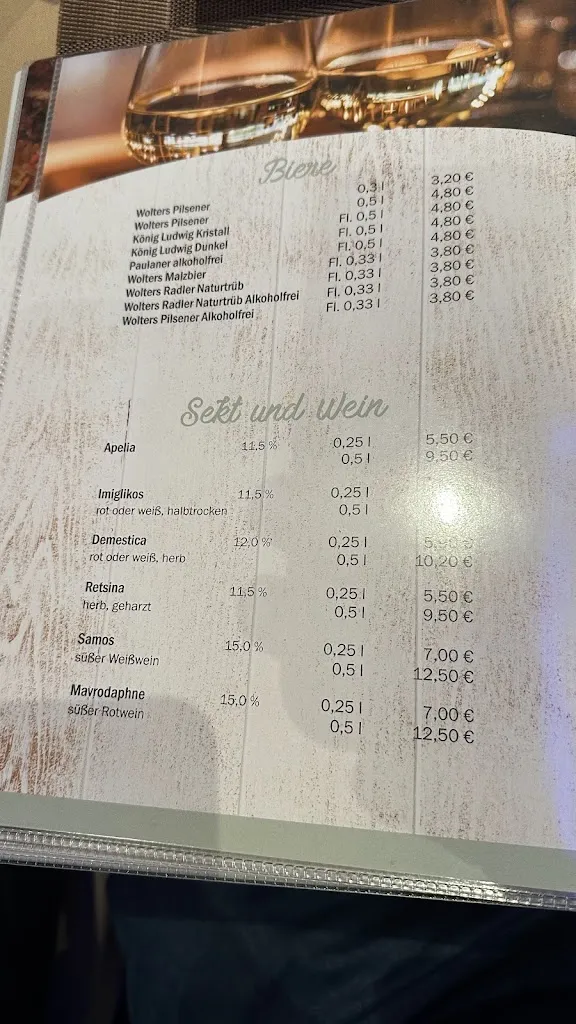 Biere
Wolters Pilsener 0,3 l 3,20 €
Wolters Pilsener 0,5 l 4,80 €
König Ludwig Kristall Fl. 0,5 l 4,80 €
König Ludwig Dunkel Fl. 0,5 l 4,80 €
Paulaner alkoholfrei Fl. 0,5 l 4,80 €
Wolters Malzbier Fl. 0,33 l 3,80 €
Wolters Radler Naturtrüb Fl. 0,33 l 3,80 €
Wolters Radler Naturtrüb Alkoholfrei Fl. 0,33 l 3,80 €
Wolters Pilsener Alkoholfrei Fl. 0,33 l 3,80 €
Sekt und Wein
Apelia 11,5 % 0,25 l 5,50 €
0,5 l 9,50 €
Imiglikos 11,5 % 0,25 l
rot oder weiß, halbtrocken 0,5 l
Demestica 12,0 % 0,25 l
rot oder weiß, herb 0,5 l 10,20 €
Retsina 11,5 % 0,25 l 5,50 €
herb, geharzt 0,5 l 9,50 €
Samos 15,0 % 0,25 l 7,00 €
süßer Weißwein 0,5 l 12,50 €
Mavrodaphne 15,0 % 0,25 l 7,00 €
süßer Rotwein 0,5 l 12,50 €